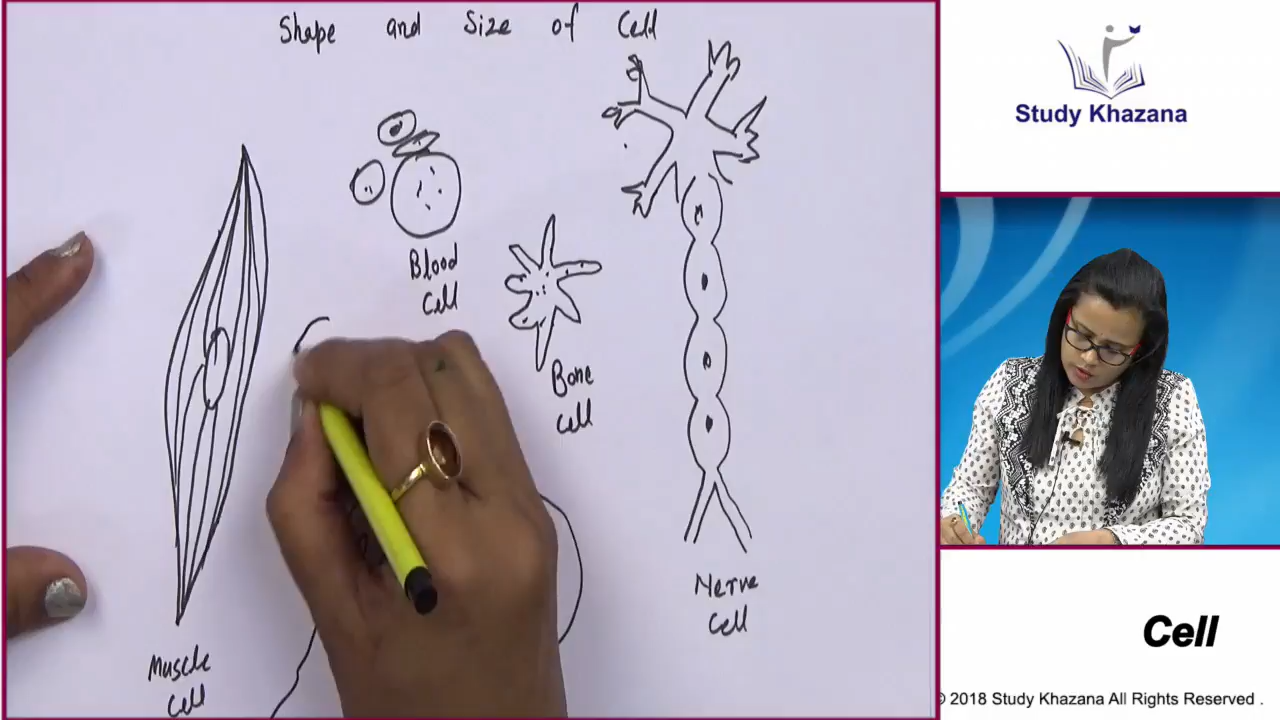 Shape and Size of Cell
Blood
Cell
Bone
Cell
Nerve
Cell
Muscle
Cell
Study Khazana
Cell
© 2018 Study Khazana All Rights Reserved .